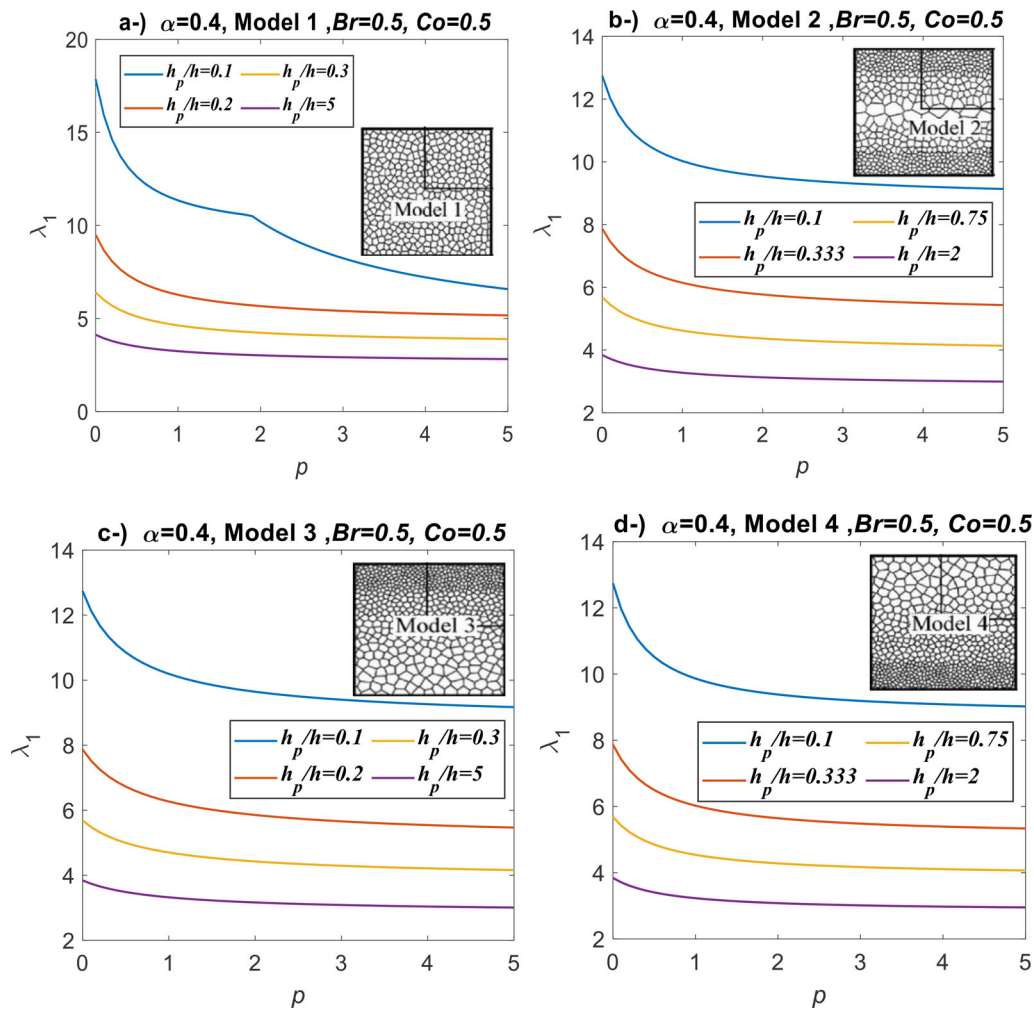 a-) α=0.4, Model 1 ,Br=0.5, Co=0.5
20
15
10
5
0
λ1
h_p/h=0.1 h_p/h=0.3
h_p/h=0.2 h_p/h=5
Model 1
0 1 2 3 4 5
p
b-) α=0.4, Model 2 ,Br=0.5, Co=0.5
14
12
10
8
6
4
2
λ1
Model 2
h_p/h=0.1 h_p/h=0.75
h_p/h=0.333 h_p/h=2
0 1 2 3 4 5
p
c-) α=0.4, Model 3 ,Br=0.5, Co=0.5
14
12
10
8
6
4
2
λ1
Model 3
h_p/h=0.1 h_p/h=0.3
h_p/h=0.2 h_p/h=5
0 1 2 3 4 5
p
d-) α=0.4, Model 4 ,Br=0.5, Co=0.5
14
12
10
8
6
4
2
λ1
Model 4
h_p/h=0.1 h_p/h=0.75
h_p/h=0.333 h_p/h=2
0 1 2 3 4 5
p